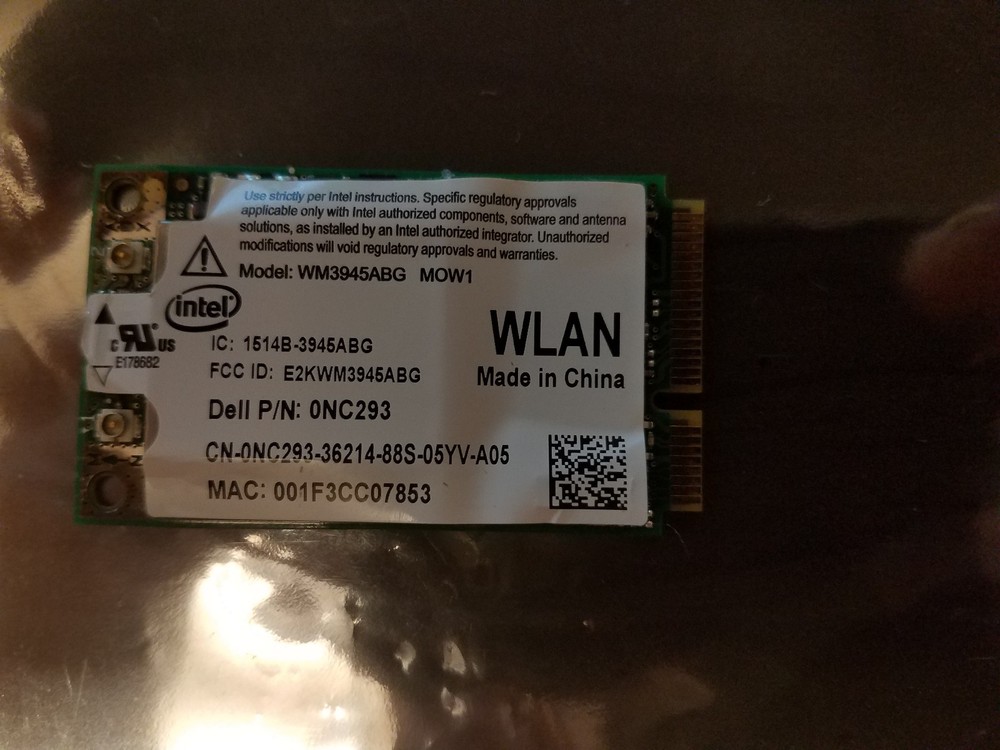 Use strictly per Intel instructions. Specific regulatory approvals
applicable only with Intel authorized components, software and antenna
solutions, as installed by an Intel authorized integrator. Unauthorized
modifications will void regulatory approvals and warranties.
Model: WM3945ABG MOW1
intel
WLAN
Made in China
c RU US
E178682
IC: 1514B-3945ABG
FCC ID: E2KWM3945ABG
Dell P/N: 0NC293
CN-0NC293-36214-88S-05YV-A05
MAC: 001F3CC07853